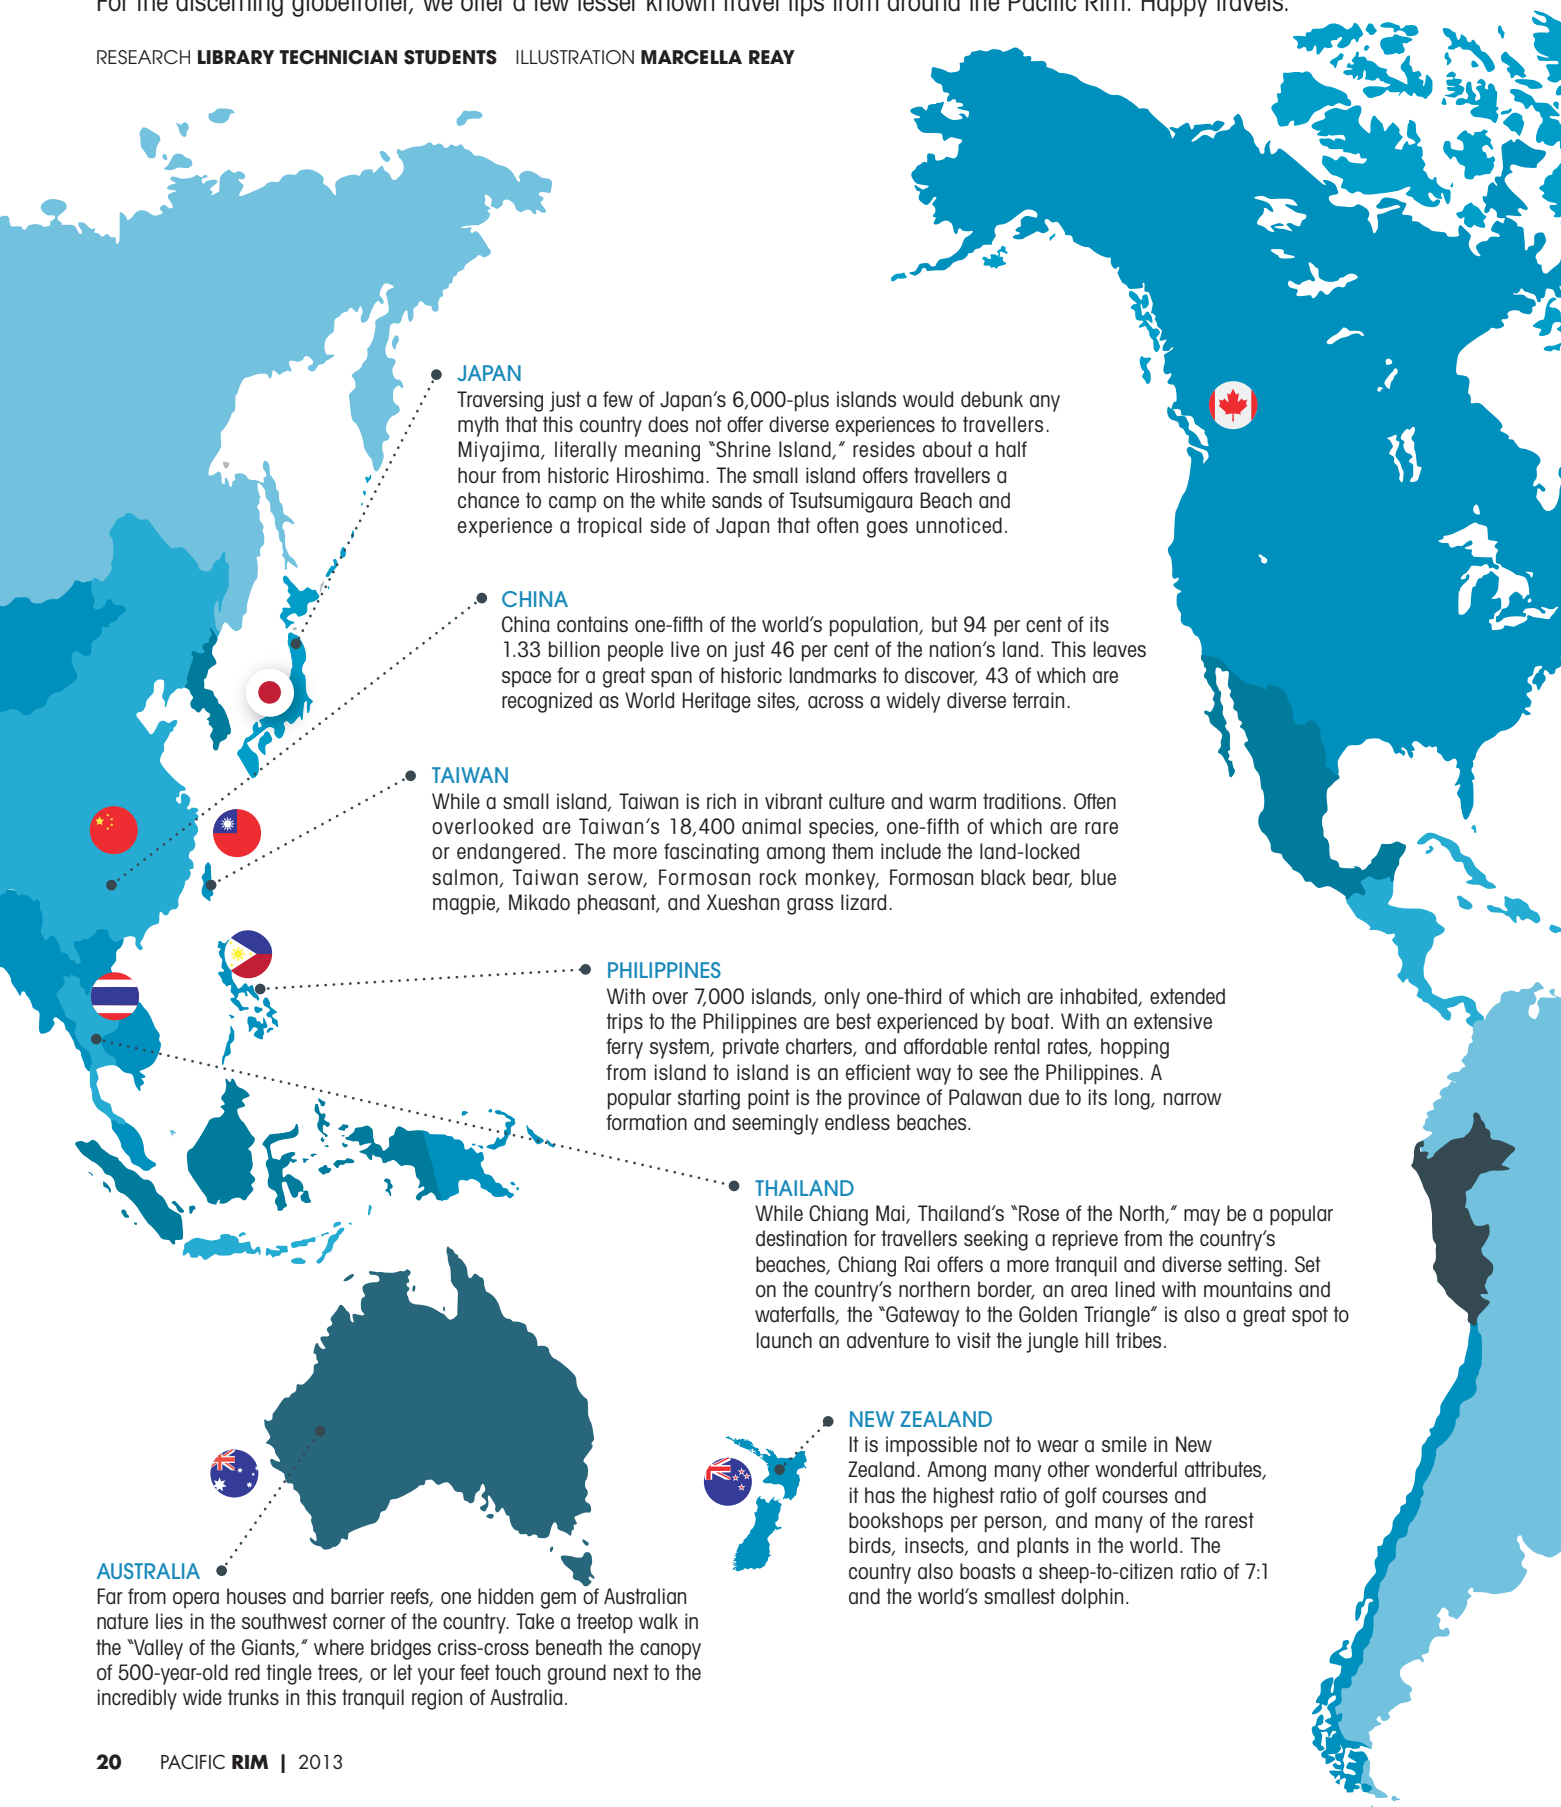 For the discerning globetrotter, we offer a few lesser known travel tips from around the Pacific Rim. Happy travels.
RESEARCH LIBRARY TECHNICIAN STUDENTS ILLUSTRATION MARCELLA REAY
JAPAN
Traversing just a few of Japan's 6,000-plus islands would debunk any
myth that this country does not offer diverse experiences to travellers.
Miyajima, literally meaning "Shrine Island," resides about a half
hour from historic Hiroshima. The small island offers travellers a
chance to camp on the white sands of Tsutsumigaura Beach and
experience a tropical side of Japan that often goes unnoticed.
CHINA
China contains one-fifth of the world's population, but 94 per cent of its
1.33 billion people live on just 46 per cent of the nation's land. This leaves
space for a great span of historic landmarks to discover, 43 of which are
recognized as World Heritage sites, across a widely diverse terrain.
TAIWAN
While a small island, Taiwan is rich in vibrant culture and warm traditions. Often
overlooked are Taiwan's 18,400 animal species, one-fifth of which are rare
or endangered. The more fascinating among them include the land-locked
salmon, Taiwan serow, Formosan rock monkey, Formosan black bear, blue
magpie, Mikado pheasant, and Xueshan grass lizard.
PHILIPPINES
With over 7,000 islands, only one-third of which are inhabited, extended
trips to the Philippines are best experienced by boat. With an extensive
ferry system, private charters, and affordable rental rates, hopping
from island to island is an efficient way to see the Philippines. A
popular starting point is the province of Palawan due to its long, narrow
formation and seemingly endless beaches.
THAILAND
While Chiang Mai, Thailand's "Rose of the North," may be a popular
destination for travellers seeking a reprieve from the country's
beaches, Chiang Rai offers a more tranquil and diverse setting. Set
on the country's northern border, an area lined with mountains and
waterfalls, the "Gateway to the Golden Triangle" is also a great spot to
launch an adventure to visit the jungle hill tribes.
NEW ZEALAND
It is impossible not to wear a smile in New
Zealand. Among many other wonderful attributes,
it has the highest ratio of golf courses and
bookshops per person, and many of the rarest
birds, insects, and plants in the world. The
country also boasts a sheep-to-citizen ratio of 7:1
and the world's smallest dolphin.
AUSTRALIA
Far from opera houses and barrier reefs, one hidden gem of Australian
nature lies in the southwest corner of the country. Take a treetop walk in
the "Valley of the Giants," where bridges criss-cross beneath the canopy
of 500-year-old red tingle trees, or let your feet touch ground next to the
incredibly wide trunks in this tranquil region of Australia.
20 PACIFIC RIM | 2013